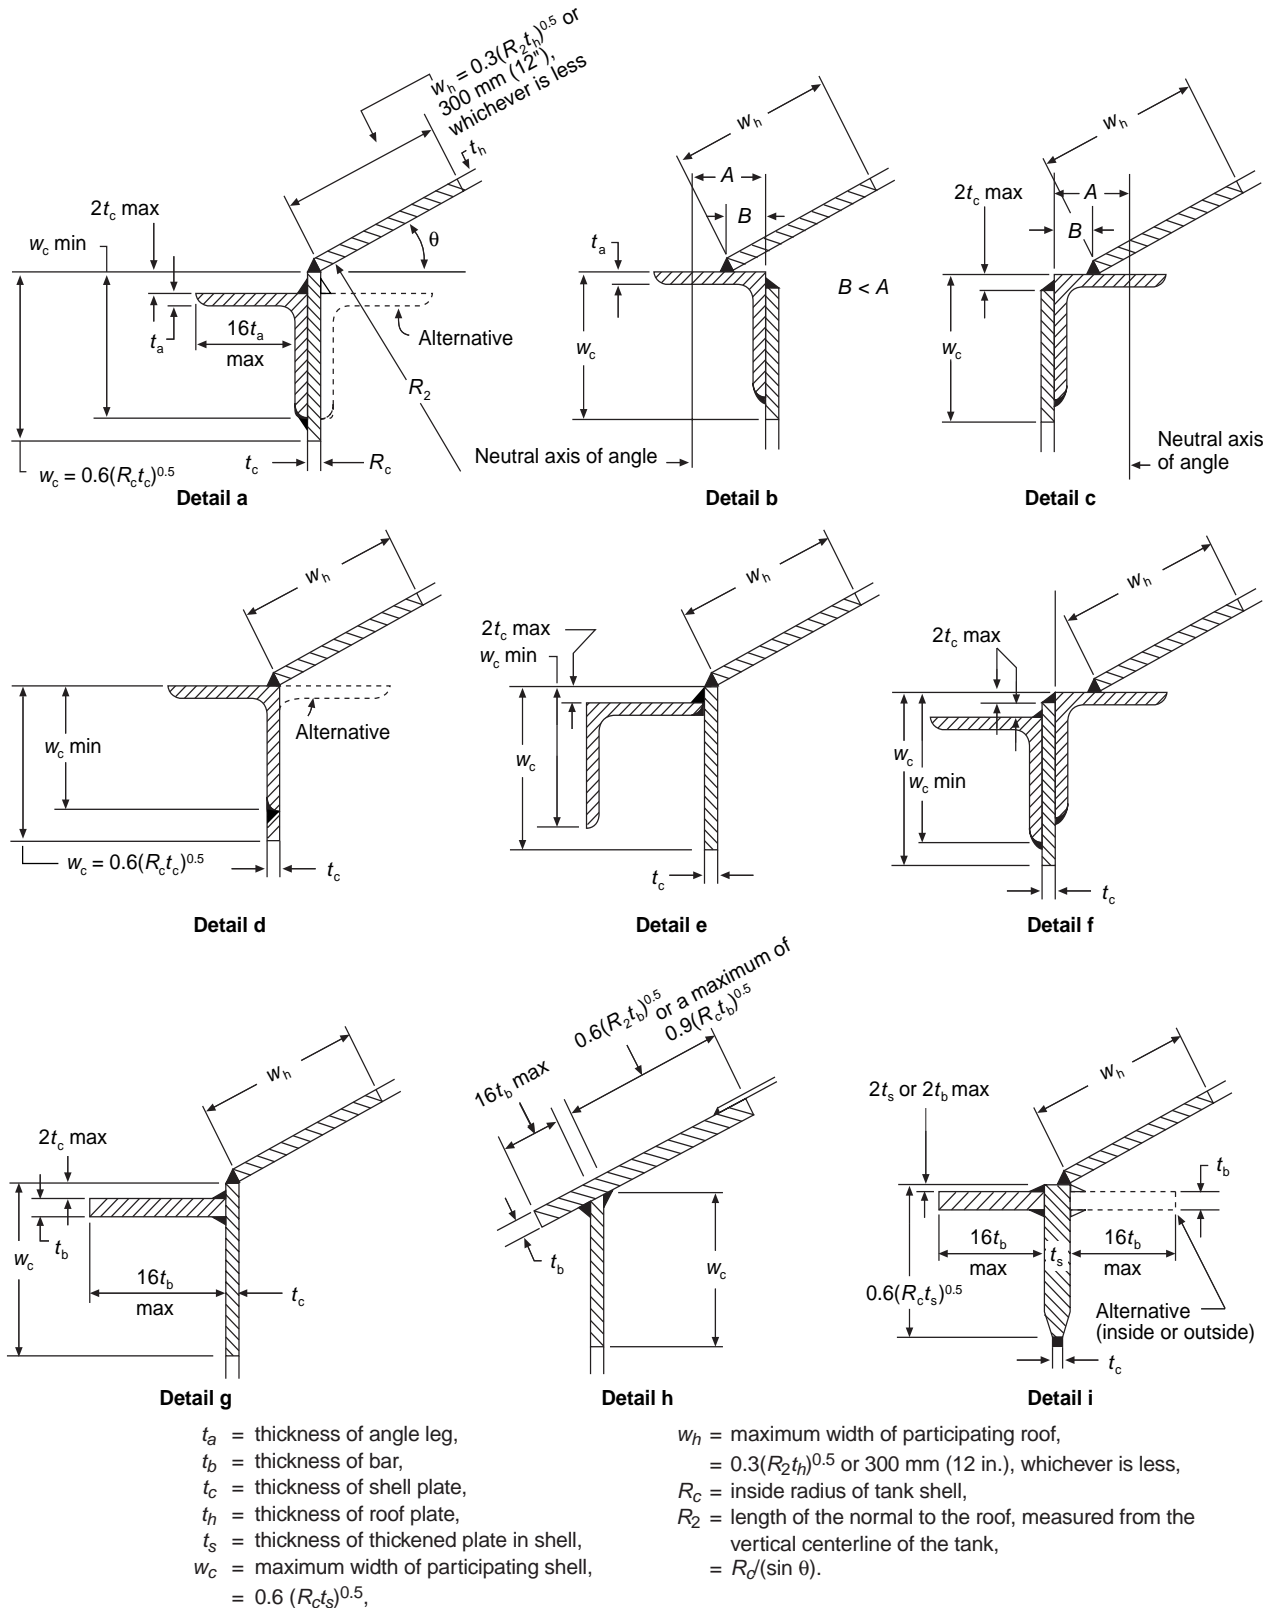 w_h = 0.3(R_2t_h)^0.5 or
300 mm (12"),
whichever is less
t_h
2t_c max
w_c min
θ
t_a
16t_a
max
Alternative
R_2
w_c = 0.6(R_ct_c)^0.5
t_c
R_c
Detail a
w_h
A
B
t_a
w_c
B < A
Neutral axis of angle
Detail b
w_h
2t_c max
A
B
w_c
Neutral axis
of angle
Detail c
w_h
w_c min
Alternative
w_c = 0.6(R_ct_c)^0.5
t_c
Detail d
w_h
2t_c max
w_c min
w_c
t_c
Detail e
w_h
2t_c max
w_c
w_c min
t_c
Detail f
w_h
2t_c max
w_c
t_b
16t_b
max
t_c
Detail g
0.6(R_2t_b)^0.5 or a maximum of
0.9(R_ct_b)^0.5
16t_b max
t_b
w_c
Detail h
w_h
2t_s or 2t_b max
t_b
16t_b
max
t_s
16t_b
max
0.6(R_ct_s)^0.5
Alternative
(inside or outside)
t_c
Detail i
t_a = thickness of angle leg,
t_b = thickness of bar,
t_c = thickness of shell plate,
t_h = thickness of roof plate,
t_s = thickness of thickened plate in shell,
w_c = maximum width of participating shell,
= 0.6 (R_ct_s)^0.5,
w_h = maximum width of participating roof,
= 0.3(R_2t_h)^0.5 or 300 mm (12 in.), whichever is less,
R_c = inside radius of tank shell,
R_2 = length of the normal to the roof, measured from the
vertical centerline of the tank,
= R_c/(sin θ).